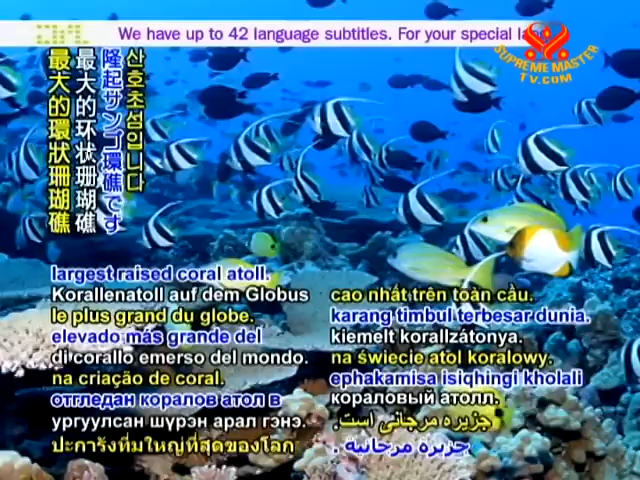 We have up to 42 language subtitles. For your special
SUPREME MASTER
TV.COM
산호초섬입니다
隆起サンゴ環礁です
最大的环状珊瑚礁
最大的環狀珊瑚礁
largest raised coral atoll.
Korallenatoll auf dem Globus
le plus grand du globe.
elevado más grande del
di corallo emerso del mondo.
na criação de coral.
отгледан коралов атол в
ургуулсан шүрэн арал гэнэ.
ปะการังที่มใหญ่ที่สุดของโลก
cao nhất trên toàn cầu.
karang timbul terbesar dunia.
kiemelt korallzátonya.
na świecie atol koralowy.
ephakamisa isiqhingi kholali
кораловый атолл.
جزیره مرجانی است.
جزيرة مرجانية .